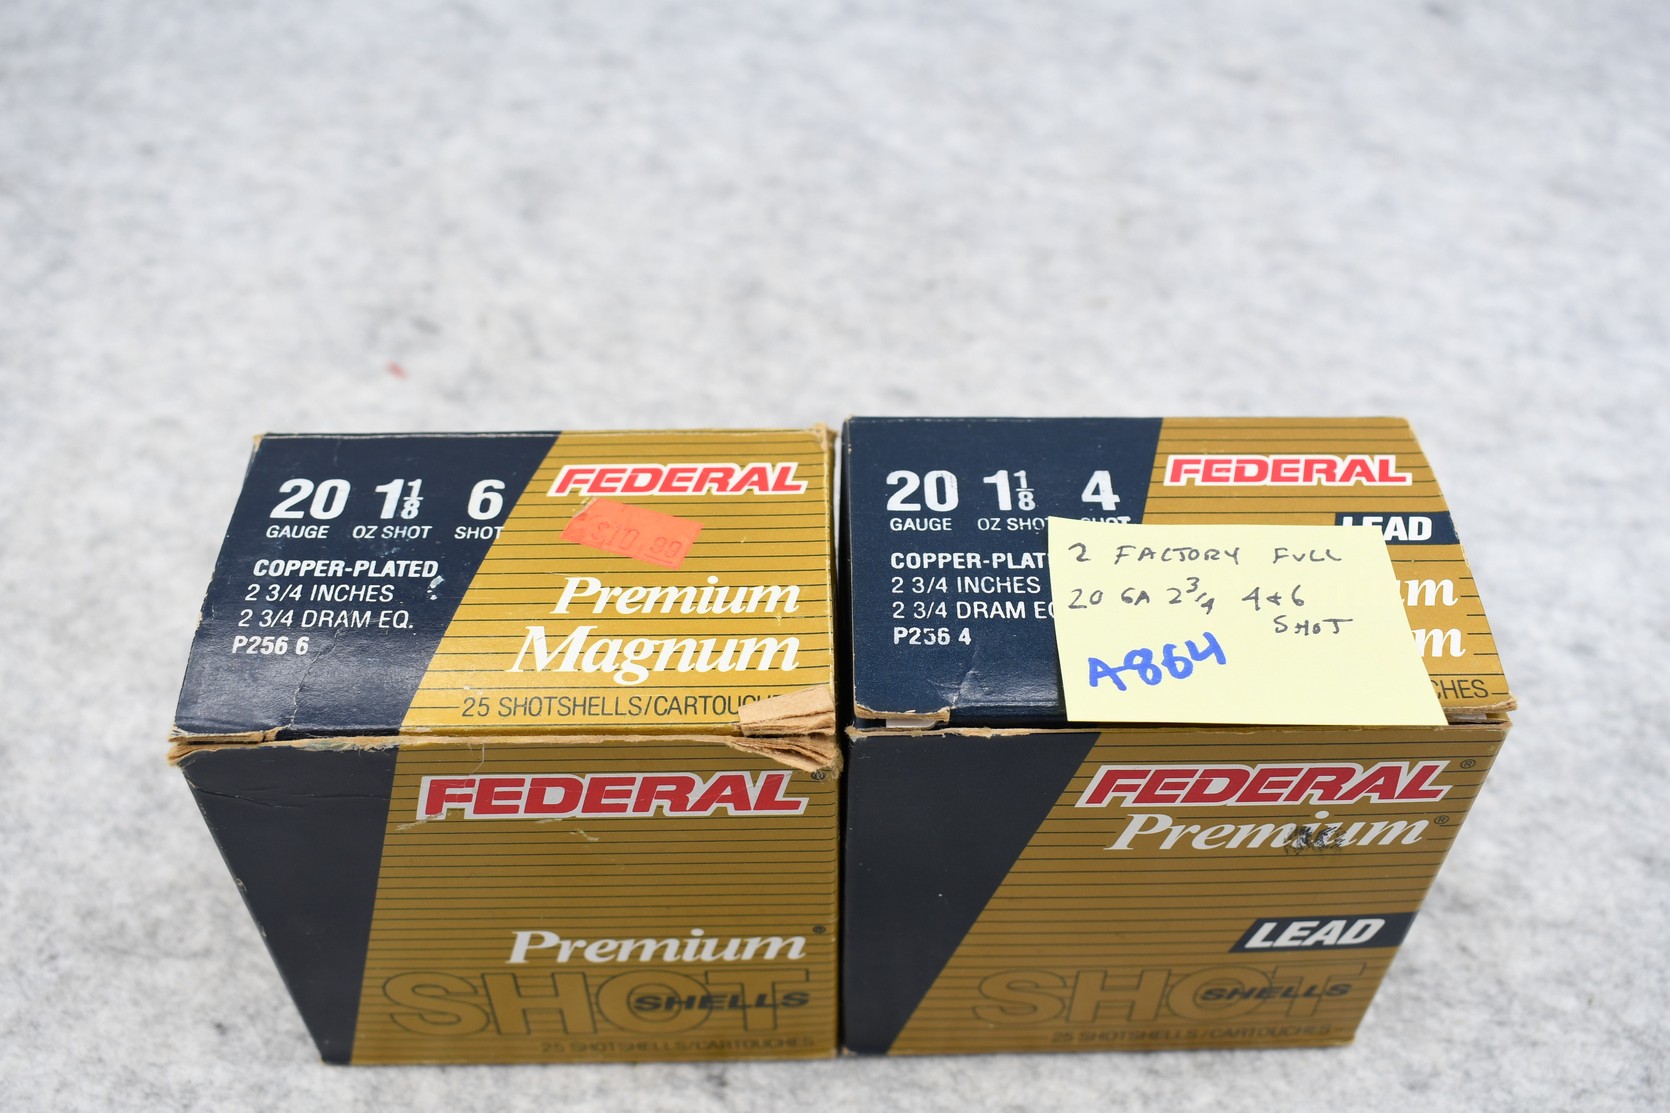 20 1 1/8 6
GAUGE OZ SHOT SHOT
COPPER-PLATED
2 3/4 INCHES
2 3/4 DRAM EQ.
P256 6
FEDERAL
$10.99
Premium
Magnum
25 SHOTSHELLS/CARTOUC
FEDERAL®
Premium®
SHOT
SHELLS
25 SHOTSHELLS/CARTOUCHES
20 1 1/8 4
GAUGE OZ SHOT SHOT
COPPER-PLAT
2 3/4 INCHES
2 3/4 DRAM EQ
P256 4
FEDERAL
LEAD
um
m
CHES
2 FACTORY FULL
20 GA 2 3/4 4+6
SHOT
A864
FEDERAL®
Premium®
LEAD
SHOT
SHELLS
25 SHOTSHELLS/CARTOUCHES